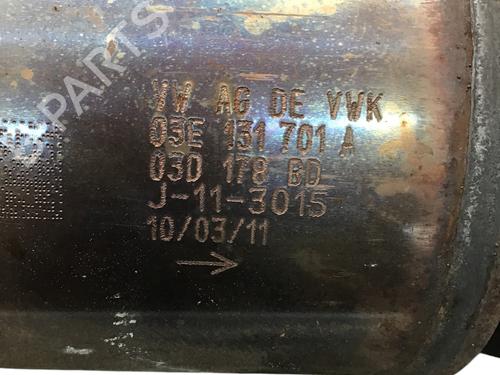 VW AG DE VWK
03E 131 701 A
03D 178 BD
J-11-3015
10/03/11
PARTS